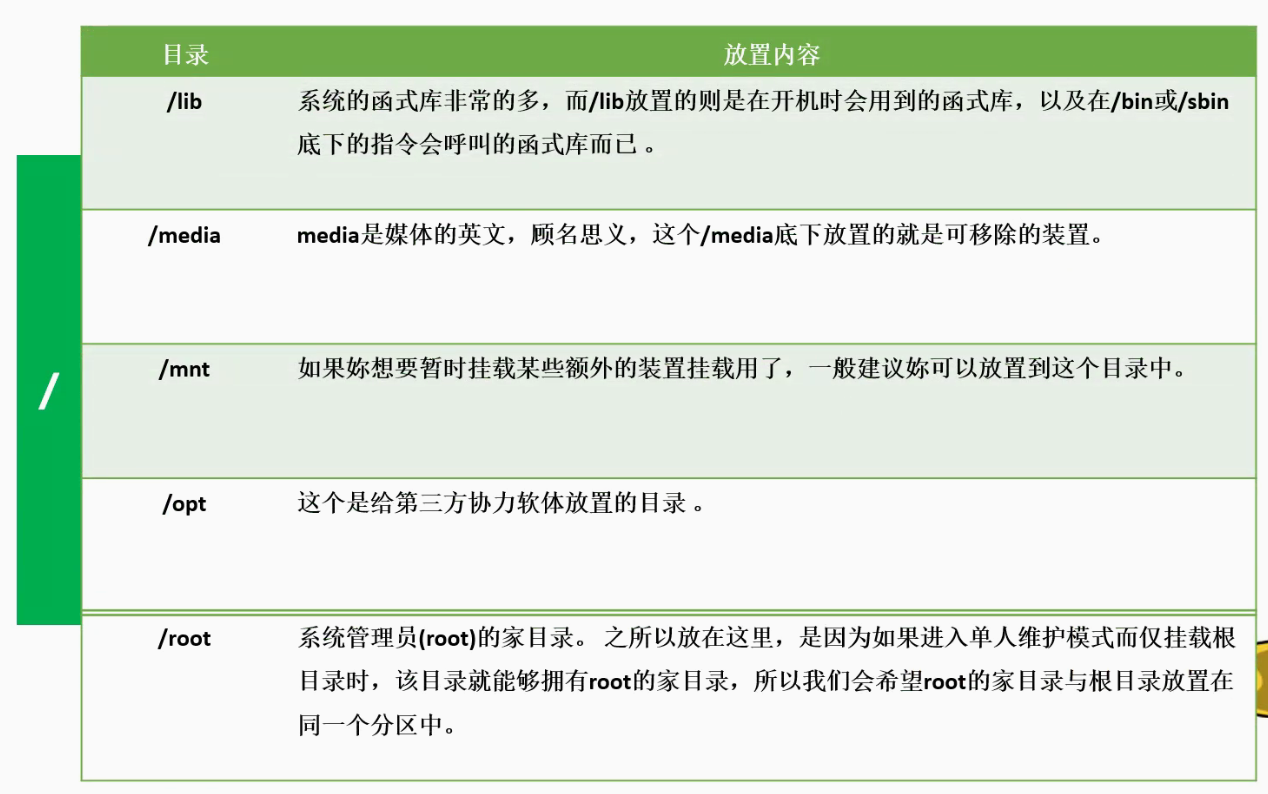 目录 放置内容
/lib 系统的函式库非常的多，而/lib放置的则是在开机时会用到的函式库，以及在/bin或/sbin
底下的指令会呼叫的函式库而已 。
/media media是媒体的英文，顾名思义，这个/media底下放置的就是可移除的装置。
/
/mnt 如果妳想要暂时挂载某些额外的装置挂载用了，一般建议妳可以放置到这个目录中。
/opt 这个是给第三方协力软体放置的目录 。
/root 系统管理员(root)的家目录。 之所以放在这里，是因为如果进入单人维护模式而仅挂载根
目录时，该目录就能够拥有root的家目录，所以我们会希望root的家目录与根目录放置在
同一个分区中。